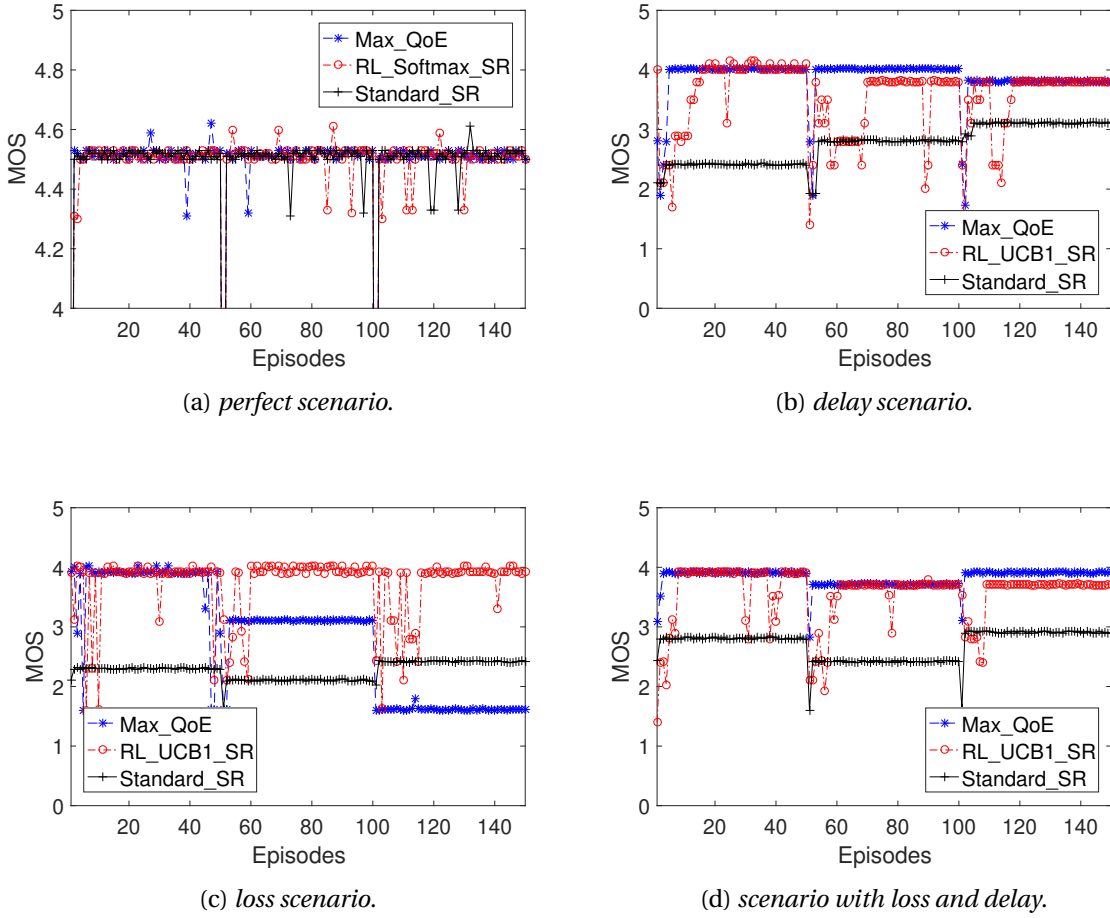 5
4.8
4.6
4.4
4.2
4
MOS
Max_QoE
RL_Softmax_SR
Standard_SR
20 40 60 80 100 120 140
Episodes
(a) perfect scenario.
5
4
3
2
1
0
MOS
Max_QoE
RL_UCB1_SR
Standard_SR
20 40 60 80 100 120 140
Episodes
(b) delay scenario.
5
4
3
2
1
0
MOS
Max_QoE
RL_UCB1_SR
Standard_SR
20 40 60 80 100 120 140
Episodes
(c) loss scenario.
5
4
3
2
1
0
MOS
Max_QoE
RL_UCB1_SR
Standard_SR
20 40 60 80 100 120 140
Episodes
(d) scenario with loss and delay.